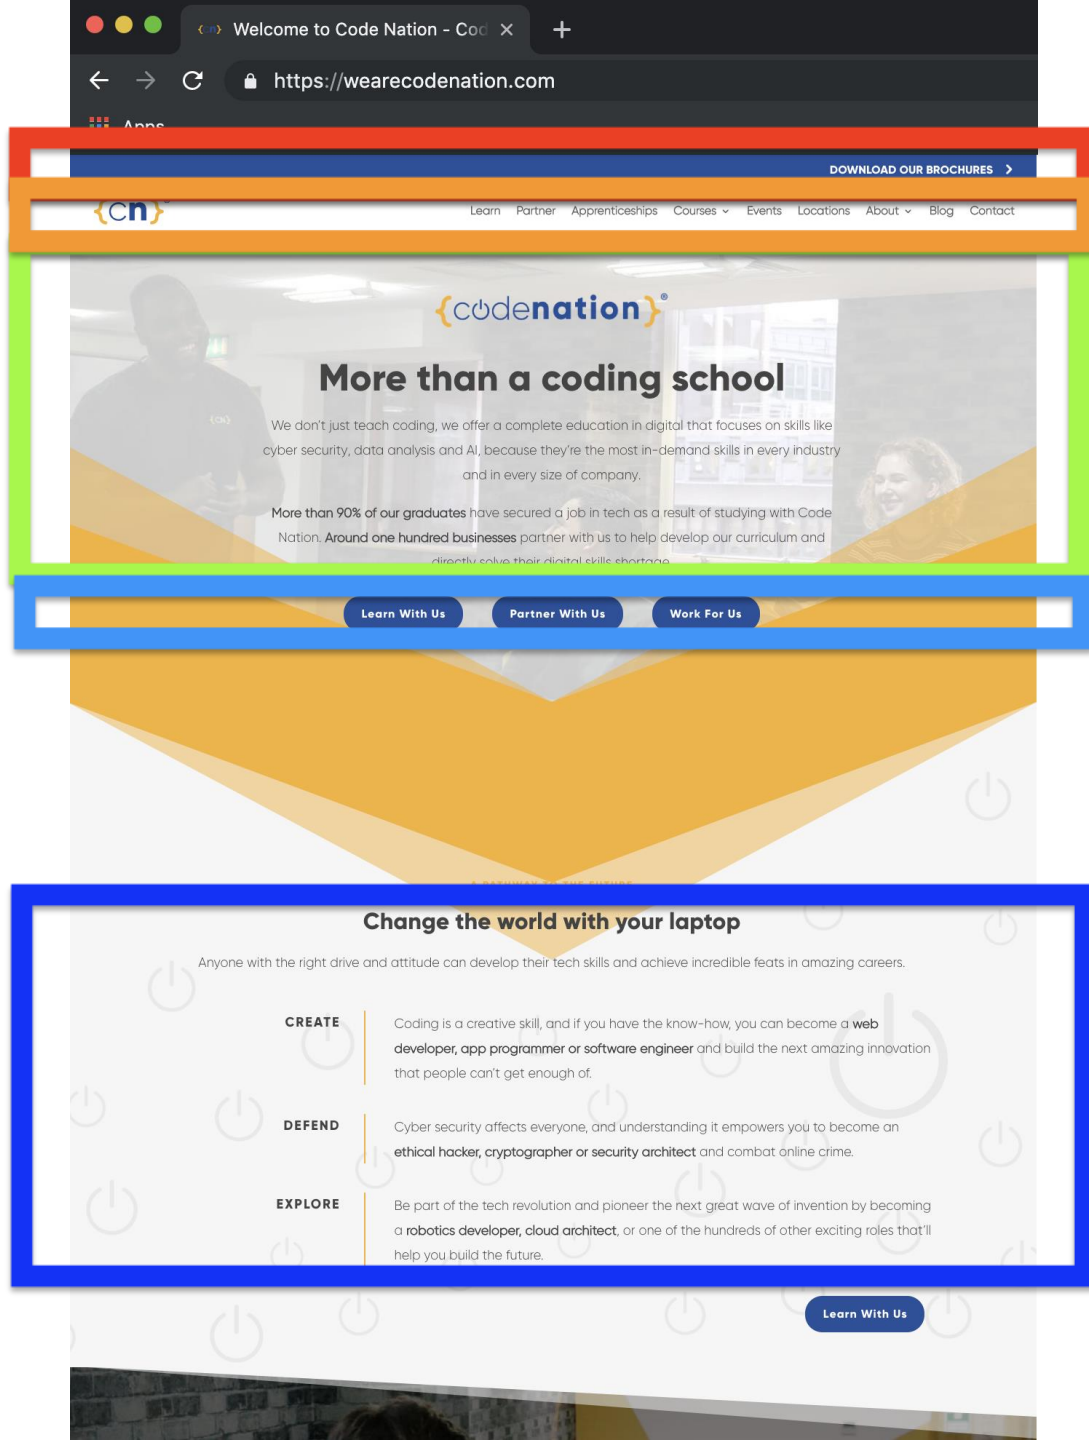 Welcome to Code Nation - Cod
https://wearecodenation.com
Apps
DOWNLOAD OUR BROCHURES
{cn}
Learn Partner Apprenticeships Courses Events Locations About Blog Contact
{codenation}®
More than a coding school
We don't just teach coding, we offer a complete education in digital that focuses on skills like
cyber security, data analysis and AI, because they're the most in-demand skills in every industry
and in every size of company.
More than 90% of our graduates have secured a job in tech as a result of studying with Code
Nation. Around one hundred businesses partner with us to help develop our curriculum and
directly solve their digital skills shortage
Learn With Us Partner With Us Work For Us
A PATHWAY TO THE FUTURE
Change the world with your laptop
Anyone with the right drive and attitude can develop their tech skills and achieve incredible feats in amazing careers.
CREATE
Coding is a creative skill, and if you have the know-how, you can become a web
developer, app programmer or software engineer and build the next amazing innovation
that people can't get enough of.
DEFEND
Cyber security affects everyone, and understanding it empowers you to become an
ethical hacker, cryptographer or security architect and combat online crime.
EXPLORE
Be part of the tech revolution and pioneer the next great wave of invention by becoming
a robotics developer, cloud architect, or one of the hundreds of other exciting roles that'll
help you build the future.
Learn With Us